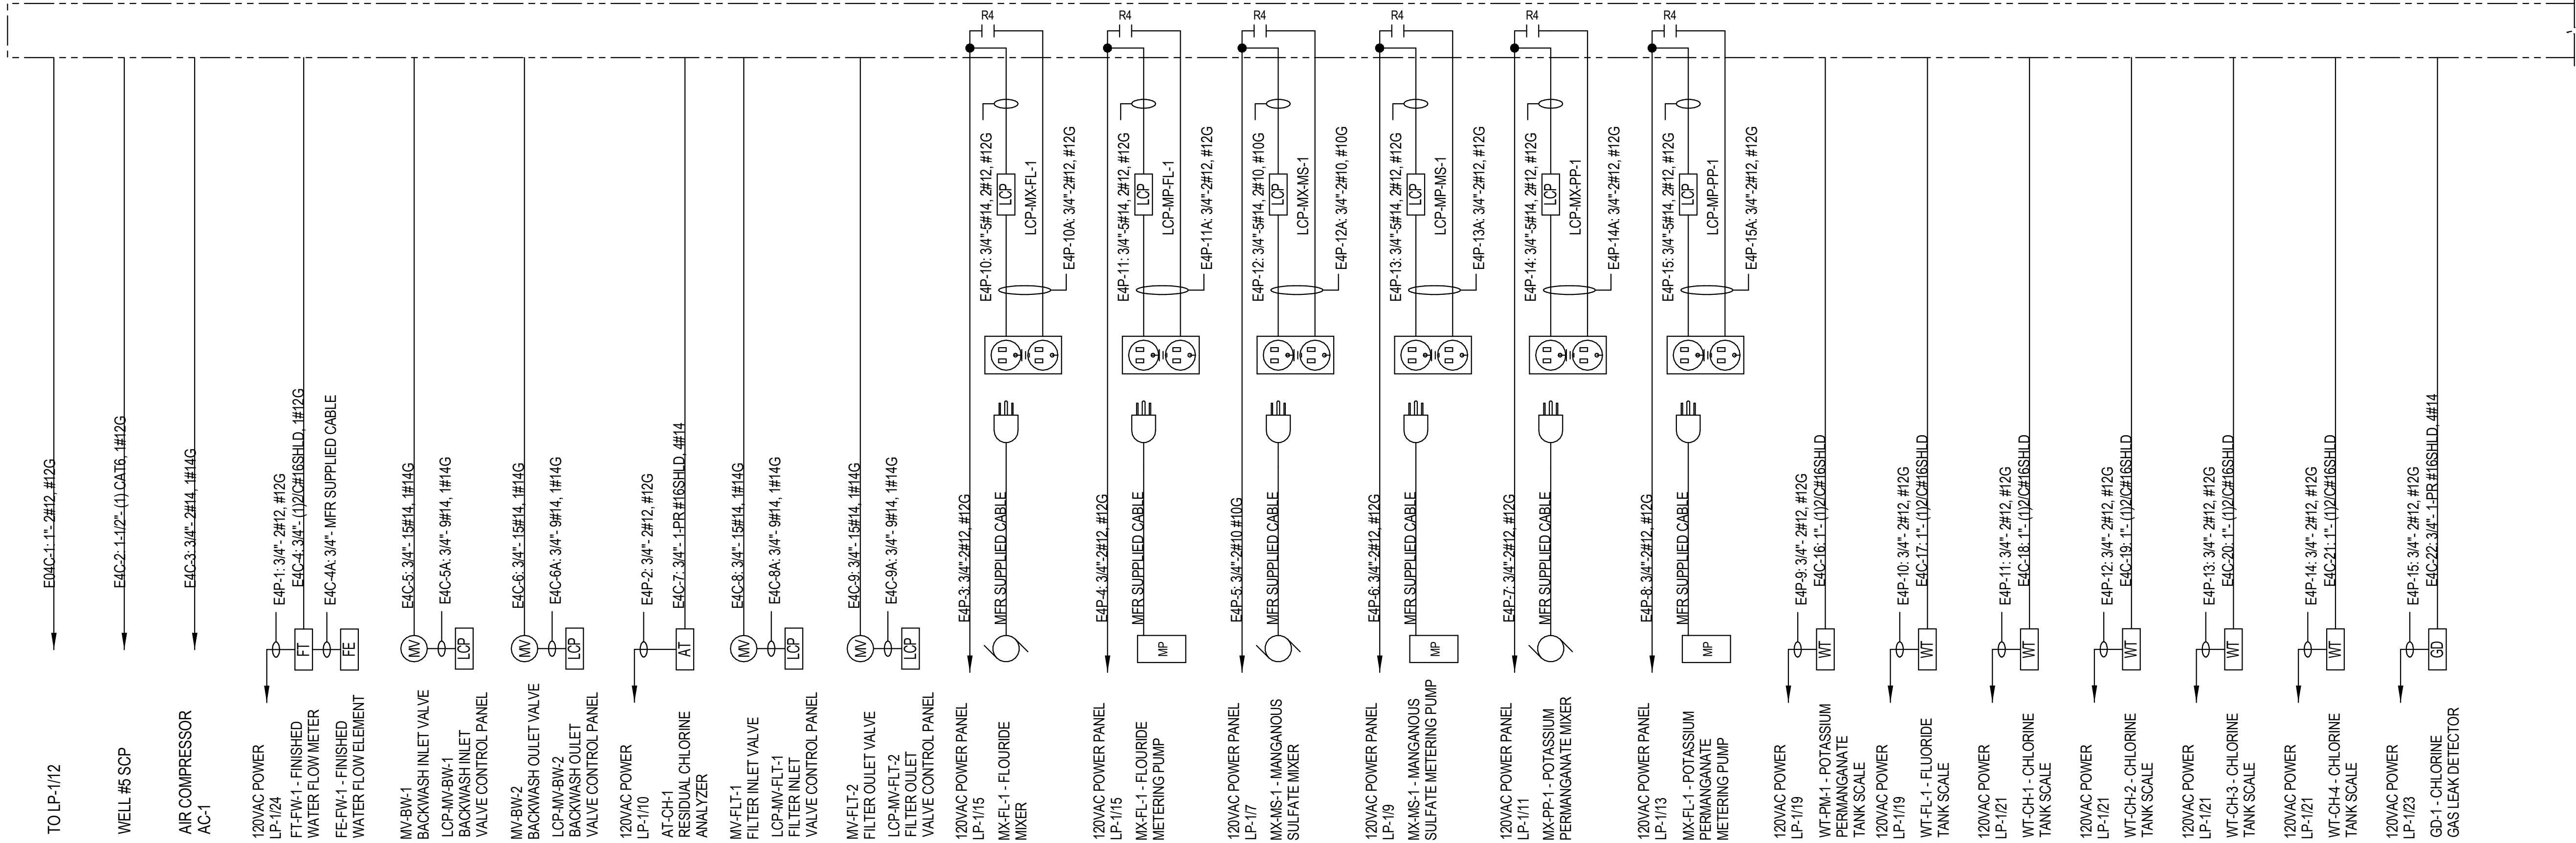 R4
R4
R4
R4
R4
R4
E04C-1: 1"- 2#12, #12G
TO LP-1/12
E4C-2: 1-1/2"- (1) CAT6, 1#12G
WELL #5 SCP
E4C-3: 3/4"- 2#14, 1#14G
AIR COMPRESSOR
AC-1
E4P-1: 3/4"- 2#12, #12G
E4C-4: 3/4"- (1)2/C#16SHLD, 1#12G
E4C-4A: 3/4"- MFR SUPPLIED CABLE
FT
FE
120VAC POWER
LP-1/24
FT-FW-1 - FINISHED
WATER FLOW METER
FE-FW-1 - FINISHED
WATER FLOW ELEMENT
E4C-5: 3/4"- 15#14, 1#14G
E4C-5A: 3/4"- 9#14, 1#14G
MV
LCP
MV-BW-1
BACKWASH INLET VALVE
LCP-MV-BW-1
BACKWASH INLET
VALVE CONTROL PANEL
E4C-6: 3/4"-15#14, 1#14G
E4C-6A: 3/4"- 9#14, 1#14G
MV
LCP
MV-BW-2
BACKWASH OULET VALVE
LCP-MV-BW-2
BACKWASH OULET
VALVE CONTROL PANEL
E4P-2: 3/4"- 2#12, #12G
E4C-7: 3/4"- 1-PR #16SHLD, 4#14
AT
120VAC POWER
LP-1/10
AT-CH-1
RESIDUAL CHLORINE
ANALYZER
E4C-8: 3/4"- 15#14, 1#14G
E4C-8A: 3/4"- 9#14, 1#14G
MV
LCP
MV-FLT-1
FILTER INLET VALVE
LCP-MV-FLT-1
FILTER INLET
VALVE CONTROL PANEL
E4C-9: 3/4"- 15#14, 1#14G
E4C-9A: 3/4"- 9#14, 1#14G
MV
LCP
MV-FLT-2
FILTER OULET VALVE
LCP-MV-FLT-2
FILTER OULET
VALVE CONTROL PANEL
E4P-10: 3/4"-5#14, 2#12, #12G
LCP
LCP-MX-FL-1
E4P-10A: 3/4"-2#12, #12G
E4P-3: 3/4"-2#12, #12G
MFR SUPPLIED CABLE
120VAC POWER PANEL
LP-1/15
MX-FL-1 - FLOURIDE
MIXER
E4P-11: 3/4"-5#14, 2#12, #12G
LCP
LCP-MP-FL-1
E4P-11A: 3/4"-2#12, #12G
E4P-4: 3/4"-2#12, #12G
MFR SUPPLIED CABLE
MP
120VAC POWER PANEL
LP-1/15
MX-FL-1 - FLOURIDE
METERING PUMP
E4P-12: 3/4"-5#14, 2#10, #10G
LCP
LCP-MX-MS-1
E4P-12A: 3/4"-2#10, #10G
E4P-5: 3/4"-2#10 #10G
MFR SUPPLIED CABLE
120VAC POWER PANEL
LP-1/7
MX-MS-1 - MANGANOUS
SULFATE MIXER
E4P-13: 3/4"-5#14, 2#12, #12G
LCP
LCP-MP-MS-1
E4P-13A: 3/4"-2#12, #12G
E4P-6: 3/4"-2#12, #12G
MFR SUPPLIED CABLE
MP
120VAC POWER PANEL
LP-1/9
MX-MS-1 - MANGANOUS
SULFATE METERING PUMP
E4P-14: 3/4"-5#14, 2#12, #12G
LCP
LCP-MX-PP-1
E4P-14A: 3/4"-2#12, #12G
E4P-7: 3/4"-2#12, #12G
MFR SUPPLIED CABLE
120VAC POWER PANEL
LP-1/11
MX-PP-1 - POTASSIUM
PERMANGANATE MIXER
E4P-15: 3/4"-5#14, 2#12, #12G
LCP
LCP-MP-PP-1
E4P-15A: 3/4"-2#12, #12G
E4P-8: 3/4"-2#12, #12G
MFR SUPPLIED CABLE
MP
120VAC POWER PANEL
LP-1/13
MX-FL-1 - POTASSIUM
PERMANGANATE
METERING PUMP
E4P-9: 3/4"- 2#12, #12G
E4C-16: 1"- (1)2/C#16SHLD
WT
120VAC POWER
LP-1/19
WT-PM-1 - POTASSIUM
PERMANGANATE
TANK SCALE
E4P-10: 3/4"- 2#12, #12G
E4C-17: 1"- (1)2/C#16SHLD
WT
120VAC POWER
LP-1/19
WT-FL-1 - FLUORIDE
TANK SCALE
E4P-11: 3/4"- 2#12, #12G
E4C-18: 1"- (1)2/C#16SHLD
WT
120VAC POWER
LP-1/21
WT-CH-1 - CHLORINE
TANK SCALE
E4P-12: 3/4"- 2#12, #12G
E4C-19: 1"- (1)2/C#16SHLD
WT
120VAC POWER
LP-1/21
WT-CH-2 - CHLORINE
TANK SCALE
E4P-13: 3/4"- 2#12, #12G
E4C-20: 1"- (1)2/C#16SHLD
WT
120VAC POWER
LP-1/21
WT-CH-3 - CHLORINE
TANK SCALE
E4P-14: 3/4"- 2#12, #12G
E4C-21: 1"- (1)2/C#16SHLD
WT
120VAC POWER
LP-1/21
WT-CH-4 - CHLORINE
TANK SCALE
E4P-15: 3/4"- 2#12, #12G
E4C-22: 3/4"- 1-PR #16SHLD, 4#14
GD
120VAC POWER
LP-1/23
GD-1 - CHLORINE
GAS LEAK DETECTOR